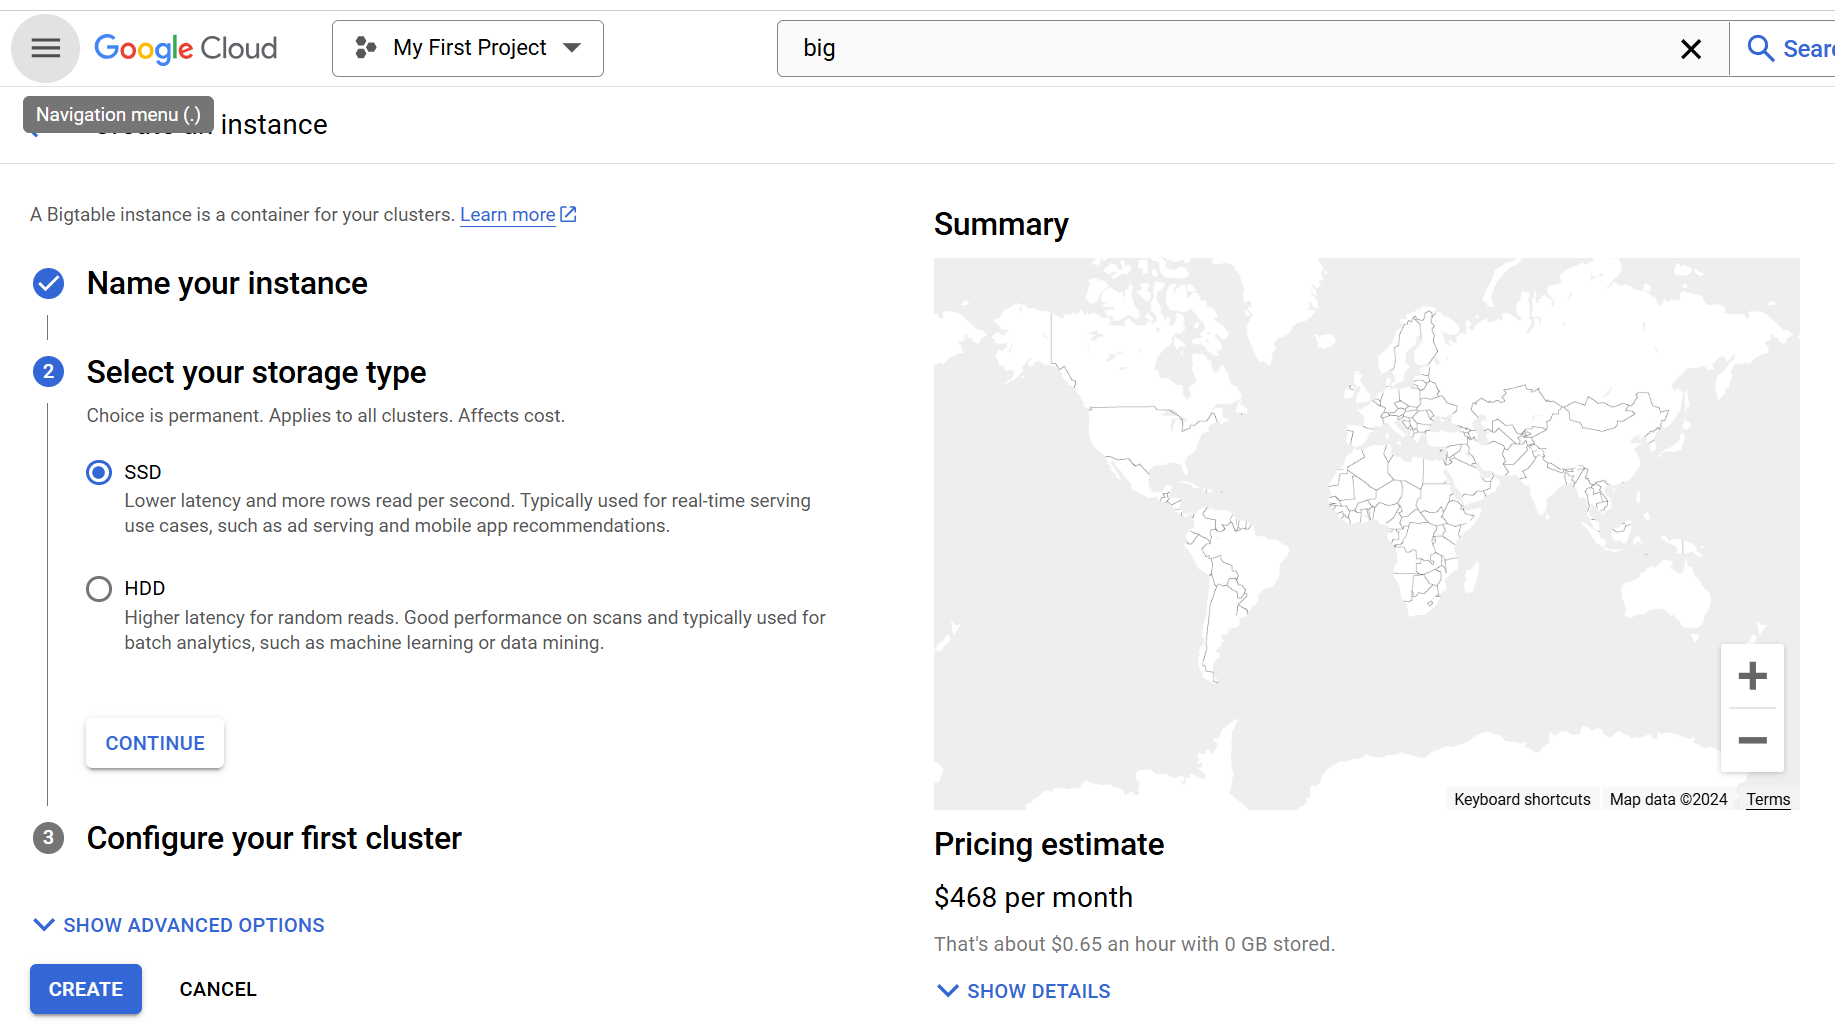 Google Cloud
My First Project
big
Navigation menu (.)
instance
A Bigtable instance is a container for your clusters. Learn more
Name your instance
2
Select your storage type
Choice is permanent. Applies to all clusters. Affects cost.
SSD
Lower latency and more rows read per second. Typically used for real-time serving
use cases, such as ad serving and mobile app recommendations.
HDD
Higher latency for random reads. Good performance on scans and typically used for
batch analytics, such as machine learning or data mining.
CONTINUE
3
Configure your first cluster
SHOW ADVANCED OPTIONS
CREATE
CANCEL
Summary
Keyboard shortcuts
Map data ©2024
Terms
Pricing estimate
$468 per month
That's about $0.65 an hour with 0 GB stored.
SHOW DETAILS